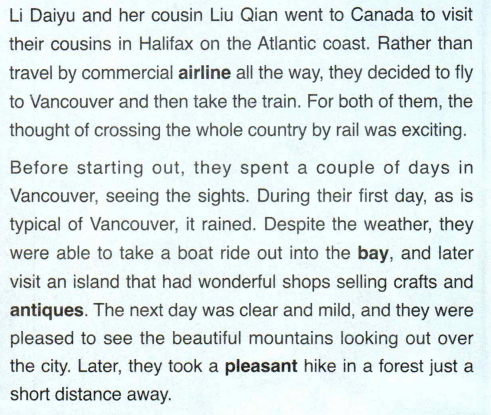 Li Daiyu and her cousin Liu Qian went to Canada to visit
their cousins in Halifax on the Atlantic coast. Rather than
travel by commercial airline all the way, they decided to fly
to Vancouver and then take the train. For both of them, the
thought of crossing the whole country by rail was exciting.
Before starting out, they spent a couple of days in
Vancouver, seeing the sights. During their first day, as is
typical of Vancouver, it rained. Despite the weather, they
were able to take a boat ride out into the bay, and later
visit an island that had wonderful shops selling crafts and
antiques. The next day was clear and mild, and they were
pleased to see the beautiful mountains looking out over
the city. Later, they took a pleasant hike in a forest just a
short distance away.